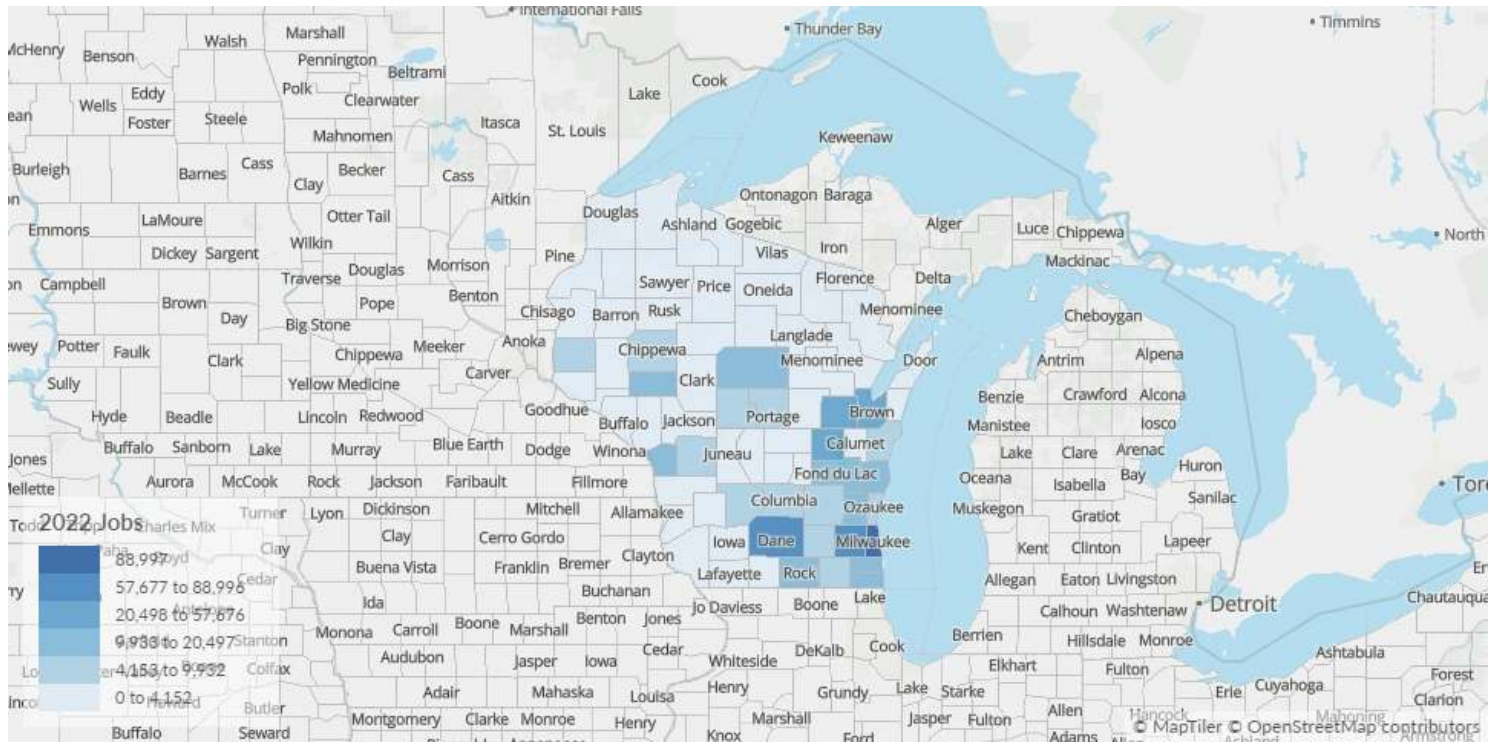 International Falls
Thunder Bay
Timmins
McHenry
Benson
Walsh
Marshall
Pennington
Beltrami
Polk
Clearwater
Eddy
Wells
Foster
Steele
Mahnomen
Itasca
St. Louis
Lake
Cook
Keweenaw
Burleigh
Barnes
Cass
Clay
Becker
Cass
Aitkin
Ontonagon
Baraga
Emmons
LaMoure
Otter Tail
Douglas
Ashland
Gogebic
Alger
Luce
Chippewa
North
Dickey
Sargent
Wilkin
Pine
Vilas
Iron
Mackinac
Campbell
Traverse
Douglas
Morrison
Sawyer
Price
Oneida
Florence
Delta
Brown
Day
Pope
Benton
Chisago
Barron
Rusk
Menominee
Cheboygan
Big Stone
Potter
Faulk
Clark
Chippewa
Meeker
Anoka
Chippewa
Langlade
Menominee
Door
Antrim
Alpena
Sully
Yellow Medicine
Carver
Clark
Benzie
Crawford
Alcona
Hyde
Beadle
Lincoln
Redwood
Goodhue
Buffalo
Jackson
Portage
Brown
Manistee
Iosco
Jones
Buffalo
Sanborn
Lake
Murray
Blue Earth
Dodge
Winona
Juneau
Calumet
Lake
Clare
Arenac
Mellette
Aurora
McCook
Rock
Jackson
Faribault
Fillmore
Fond du Lac
Oceana
Isabella
Bay
Huron
Sanilac
Turner
Lyon
Dickinson
Mitchell
Allamakee
Columbia
Ozaukee
Muskegon
Gratiot
2022 Jobs
Charles Mix
Clay
Clay
Cerro Gordo
Clayton
Iowa
Dane
Milwaukee
Kent
Clinton
Lapeer
88,997
57,677 to 88,996
Cedar
Buena Vista
Franklin
Bremer
Lafayette
Rock
Allegan
Eaton
Livingston
20,498 to 57,676
Ida
Buchanan
Jo Daviess
Boone
Lake
Calhoun
Washtenaw
Detroit
Chautauqua
9,933 to 20,497
Stanton
Monona
Carroll
Boone
Marshall
Benton
Jones
DeKalb
Cook
Berrien
Hillsdale
Monroe
4,153 to 9,932
Colfax
Audubon
Jasper
Iowa
Cedar
Whiteside
Elkhart
Fulton
Ashtabula
0 to 4,152
Howard
Butler
Adair
Mahaska
Louisa
Henry
Grundy
Lake
Starke
Erie
Cuyahoga
Forest
Clarion
Buffalo
Seward
Montgomery
Clarke
Monroe
Henry
Knox
Marshall
Ford
Jasper
Fulton
Allen
Adams
Hancock
Mahoning
© MapTiler © OpenStreetMap contributors